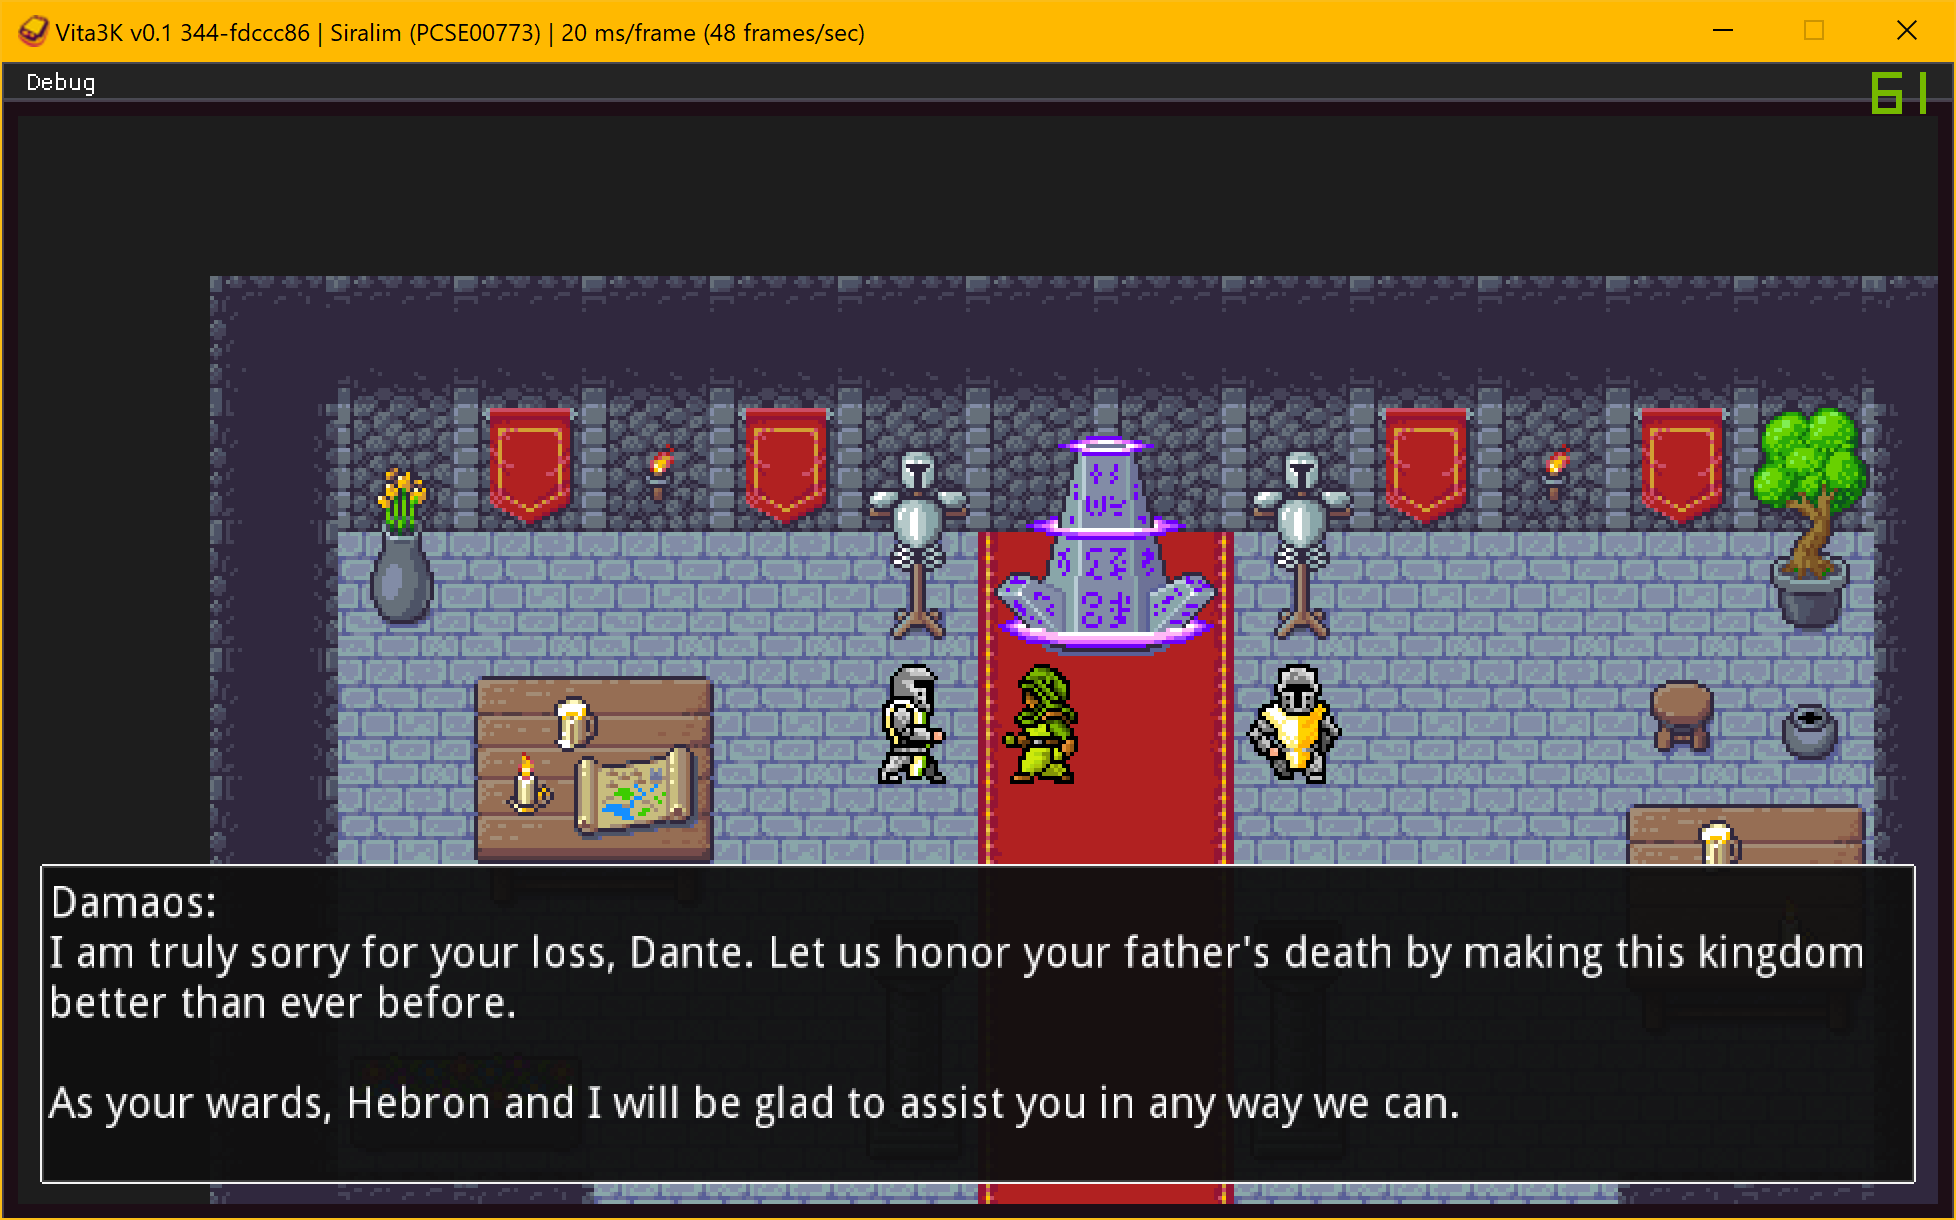 Vita3K v0.1 344-fdccc86 | Siralim (PCSE00773) | 20 ms/frame (48 frames/sec)
Debug
61
Damaos:
I am truly sorry for your loss, Dante. Let us honor your father's death by making this kingdom
better than ever before.
As your wards, Hebron and I will be glad to assist you in any way we can.